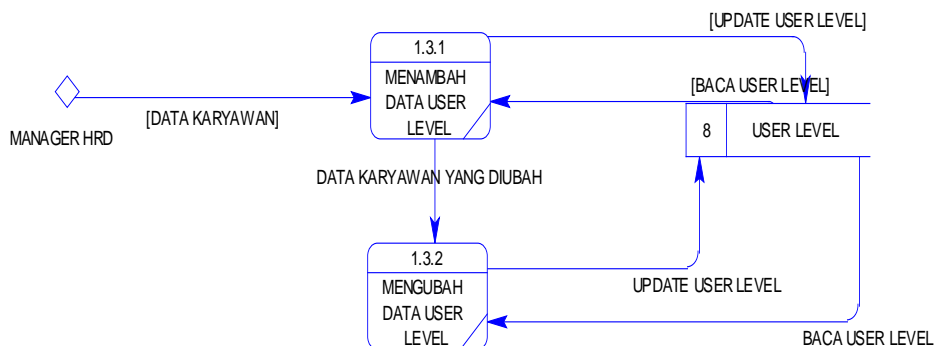 [UPDATE USER LEVEL]
1.3.1
MENAMBAH
DATA USER
LEVEL
[BACA USER LEVEL]
[DATA KARYAWAN]
MANAGER HRD
8
USER LEVEL
DATA KARYAWAN YANG DIUBAH
1.3.2
MENGUBAH
DATA USER
LEVEL
UPDATE USER LEVEL
BACA USER LEVEL